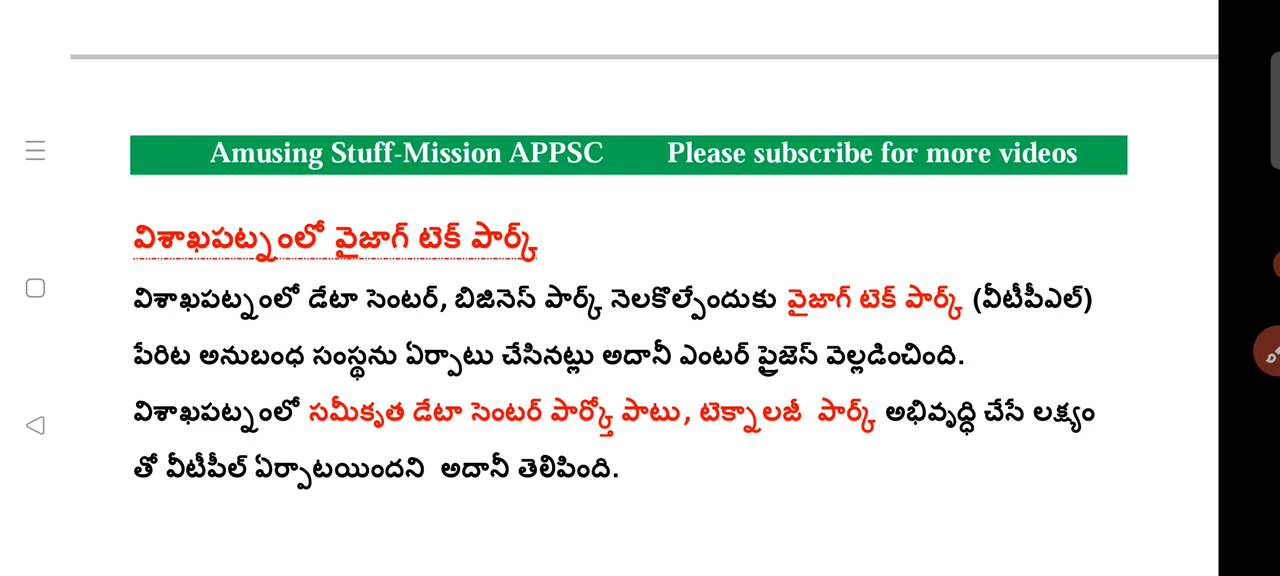 Amusing Stuff-Mission APPSC Please subscribe for more videos
విశాఖపట్నంలో వైజాగ్ టెక్ పార్క్
విశాఖపట్నంలో డేటా సెంటర్, బిజినెస్ పార్క్ నెలకొల్పేందుకు వైజాగ్ టెక్ పార్క్ (వీటీపీఎల్)
పేరిట అనుబంధ సంస్థను ఏర్పాటు చేసినట్లు అదానీ ఎంటర్ ప్రైజెస్ వెల్లడించింది.
విశాఖపట్నంలో సమీకృత డేటా సెంటర్ పార్క్తో పాటు, టెక్నాలజీ పార్క్ అభివృద్ధి చేసే లక్ష్యం
తో వీటీపీల్ ఏర్పాటయిందని అదానీ తెలిపింది.